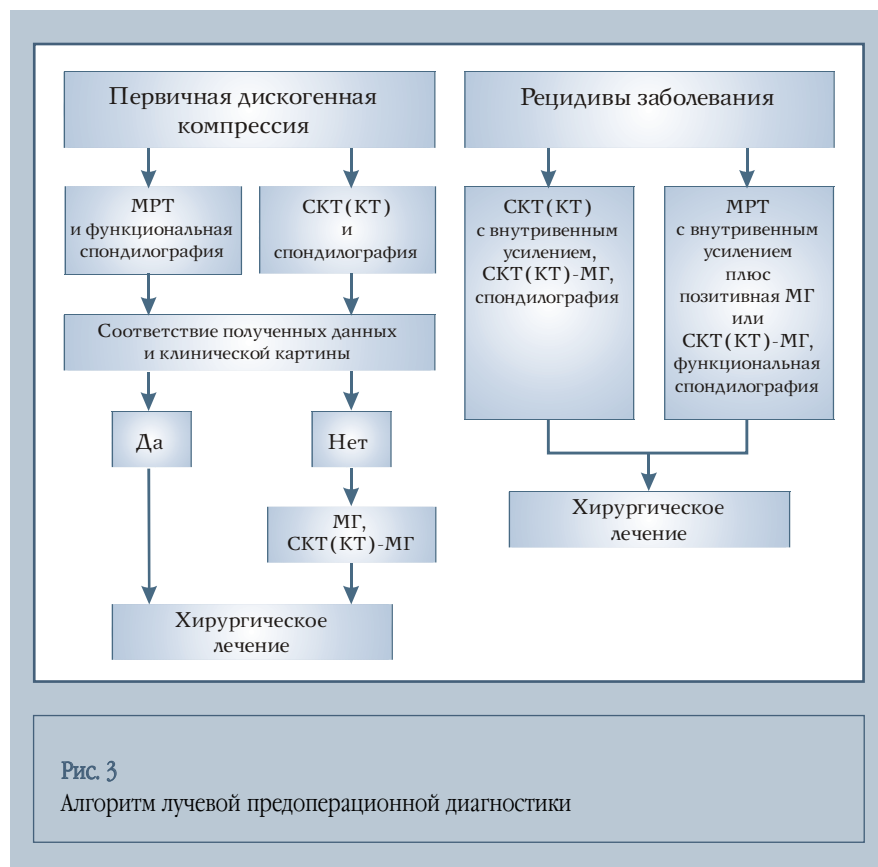 Первичная дискогенная
компрессия
МРТ
и функциональная
спондилография
СКТ(КТ)
и
спондилография
Соответствие полученных данных
и клинической картины
Да
Нет
МГ,
СКТ(КТ)-МГ
Хирургическое
лечение
Рецидивы заболевания
СКТ(КТ)
с внутривенным
усилением,
СКТ(КТ)-МГ,
спондилография
МРТ
с внутривенным
усилением
плюс
позитивная МГ
или
СКТ(КТ)-МГ,
функциональная
спондилография
Хирургическое
лечение
Рис. 3
Алгоритм лучевой предоперационной диагностики